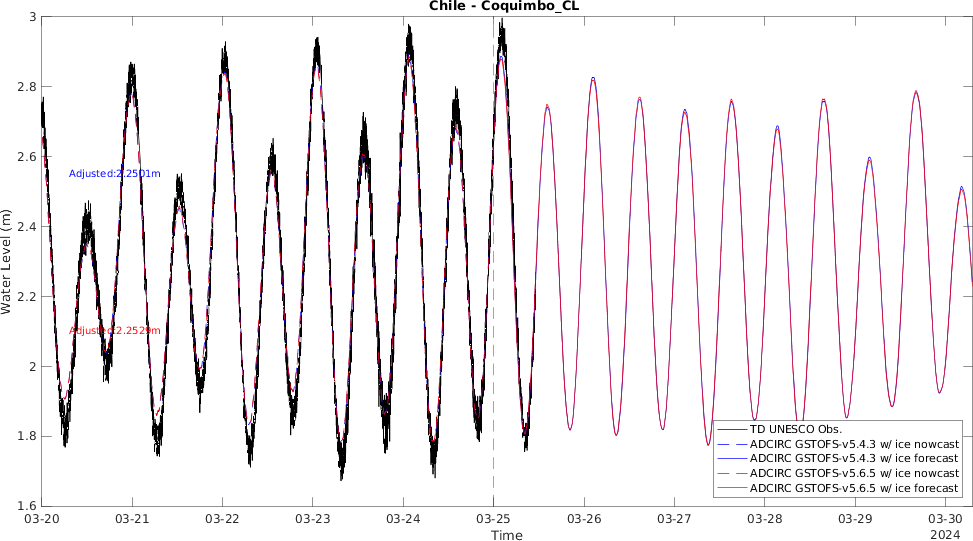 Chile - Coquimbo_CL
Water Level (m)
3
2.8
2.6
2.4
2.2
2
1.8
1.6
Adjusted:2.2501m
Adjusted:2.2529m
TD UNESCO Obs.
ADCIRC GSTOFS-v5.4.3 w/ ice nowcast
ADCIRC GSTOFS-v5.4.3 w/ ice forecast
ADCIRC GSTOFS-v5.6.5 w/ ice nowcast
ADCIRC GSTOFS-v5.6.5 w/ ice forecast
03-20 03-21 03-22 03-23 03-24 03-25 03-26 03-27 03-28 03-29 03-30
Time
2024